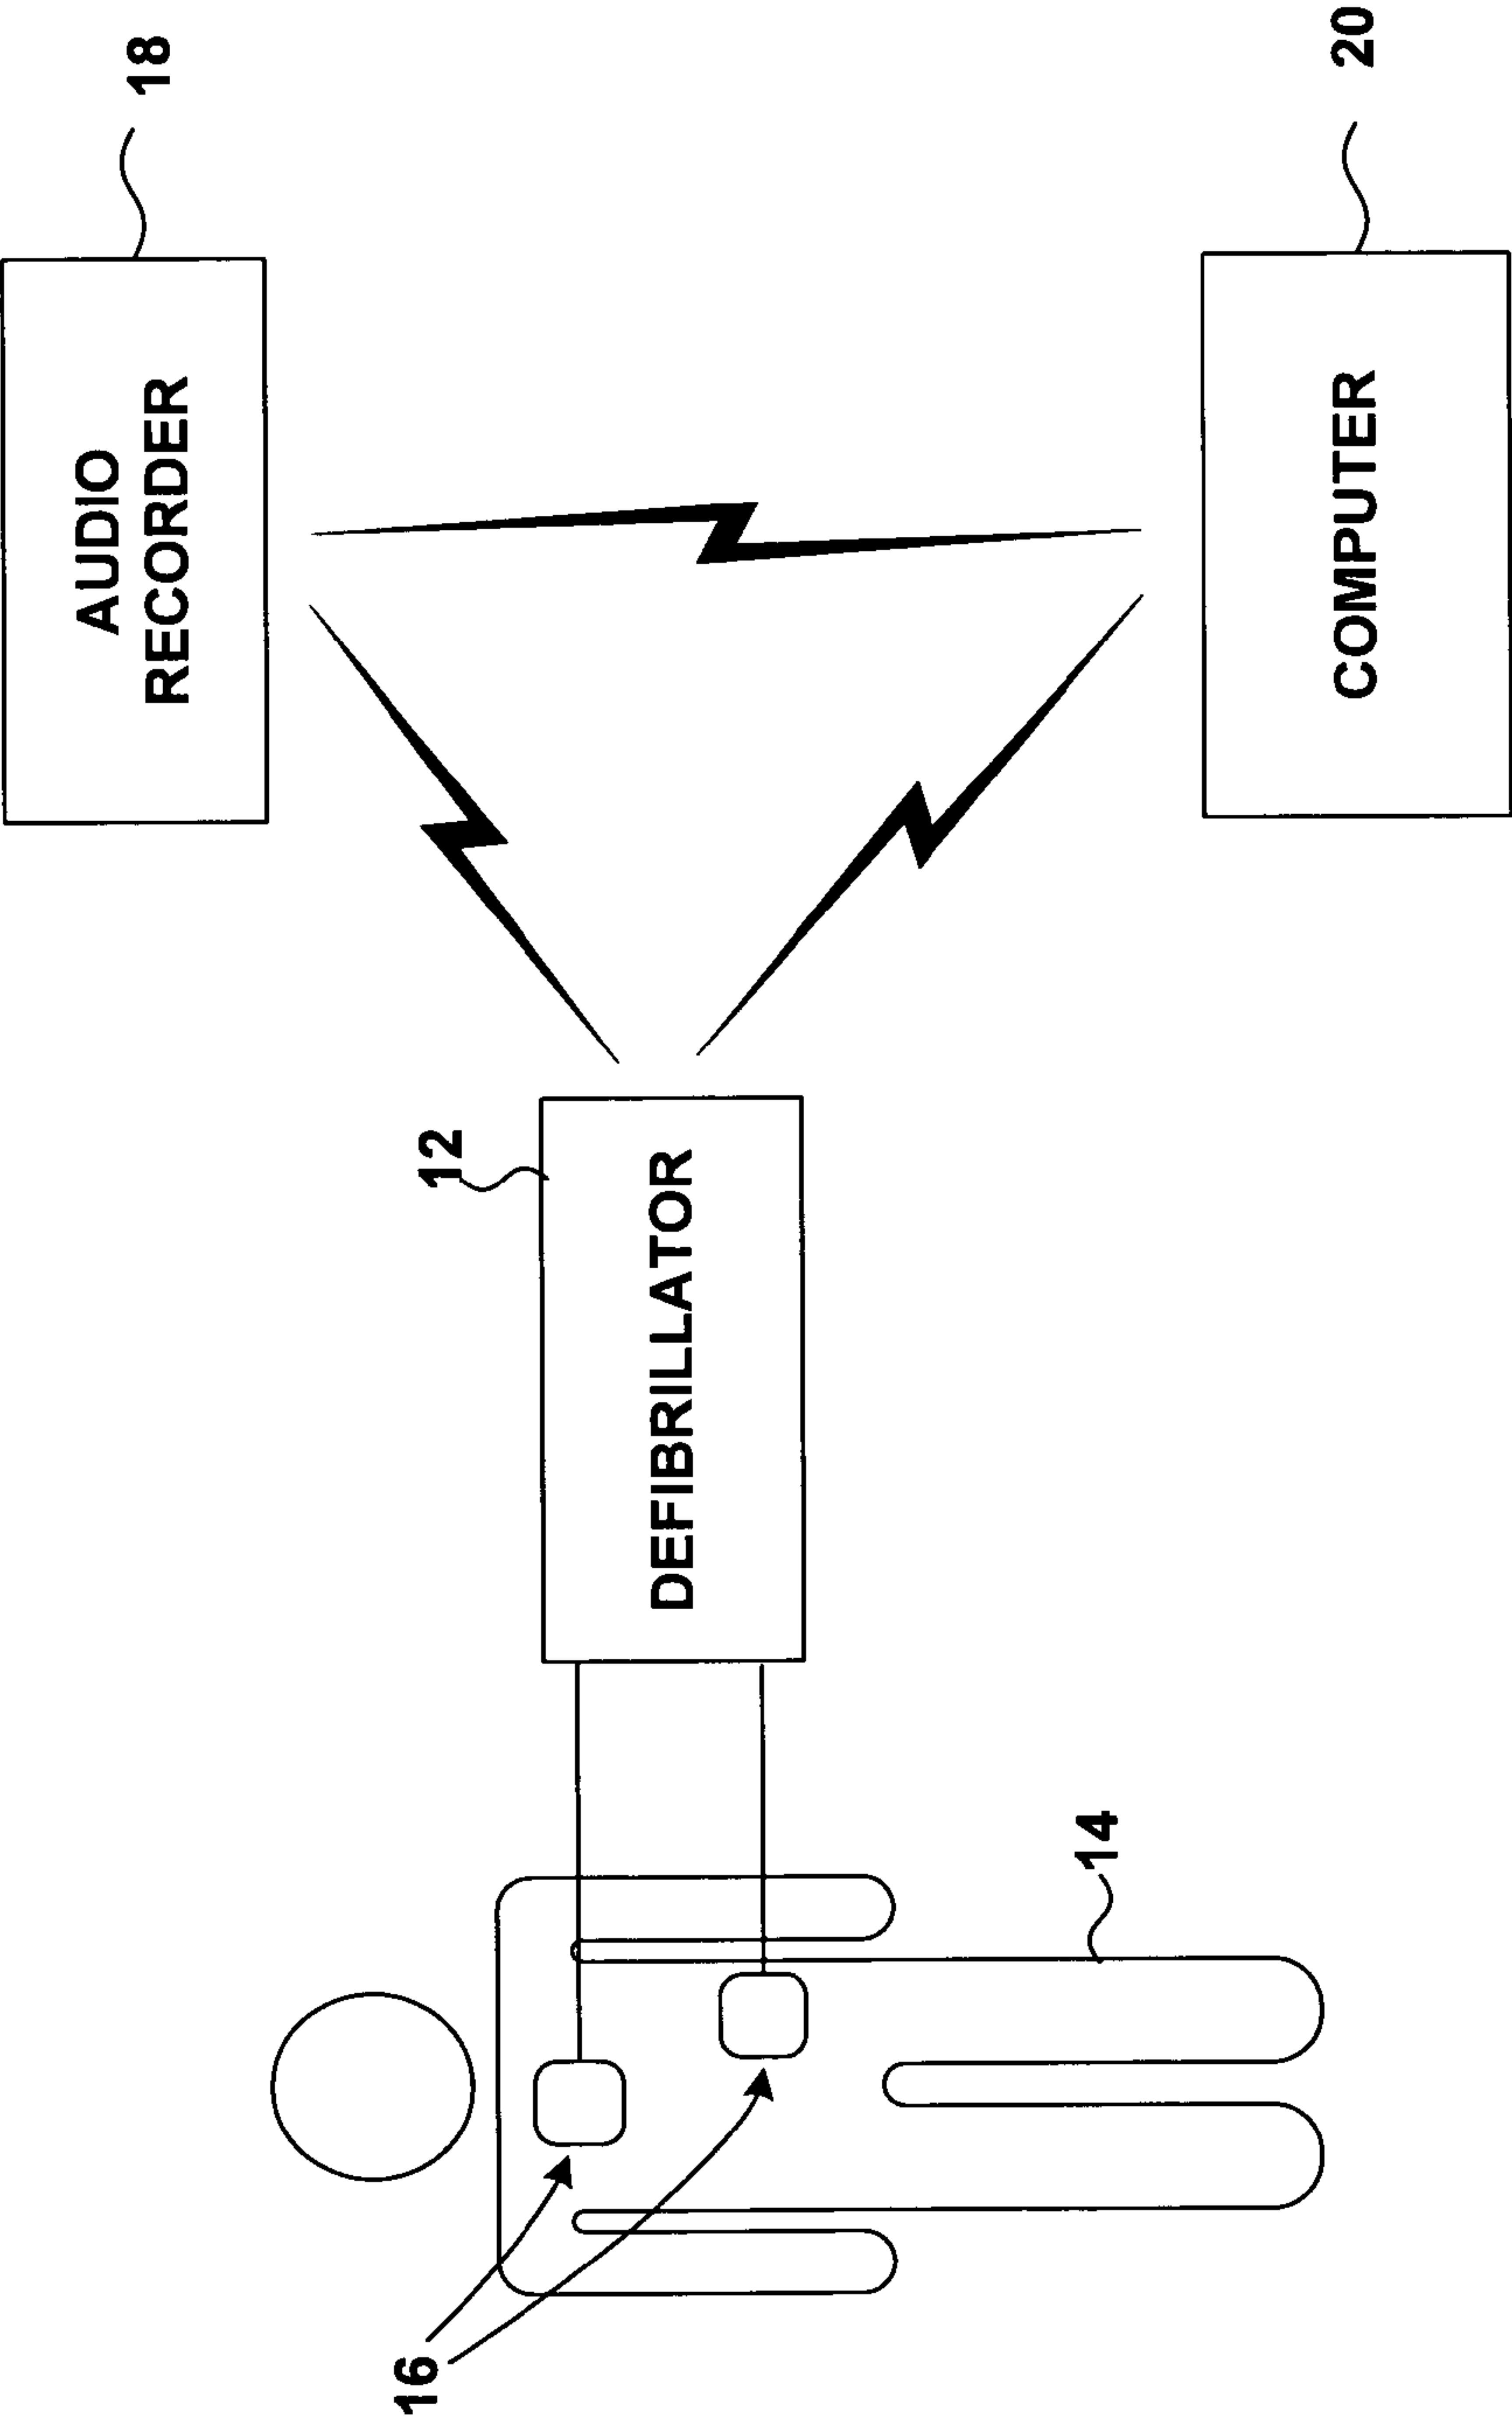 18
AUDIO
RECORDER
12
DEFIBRILLATOR
20
COMPUTER
16
14